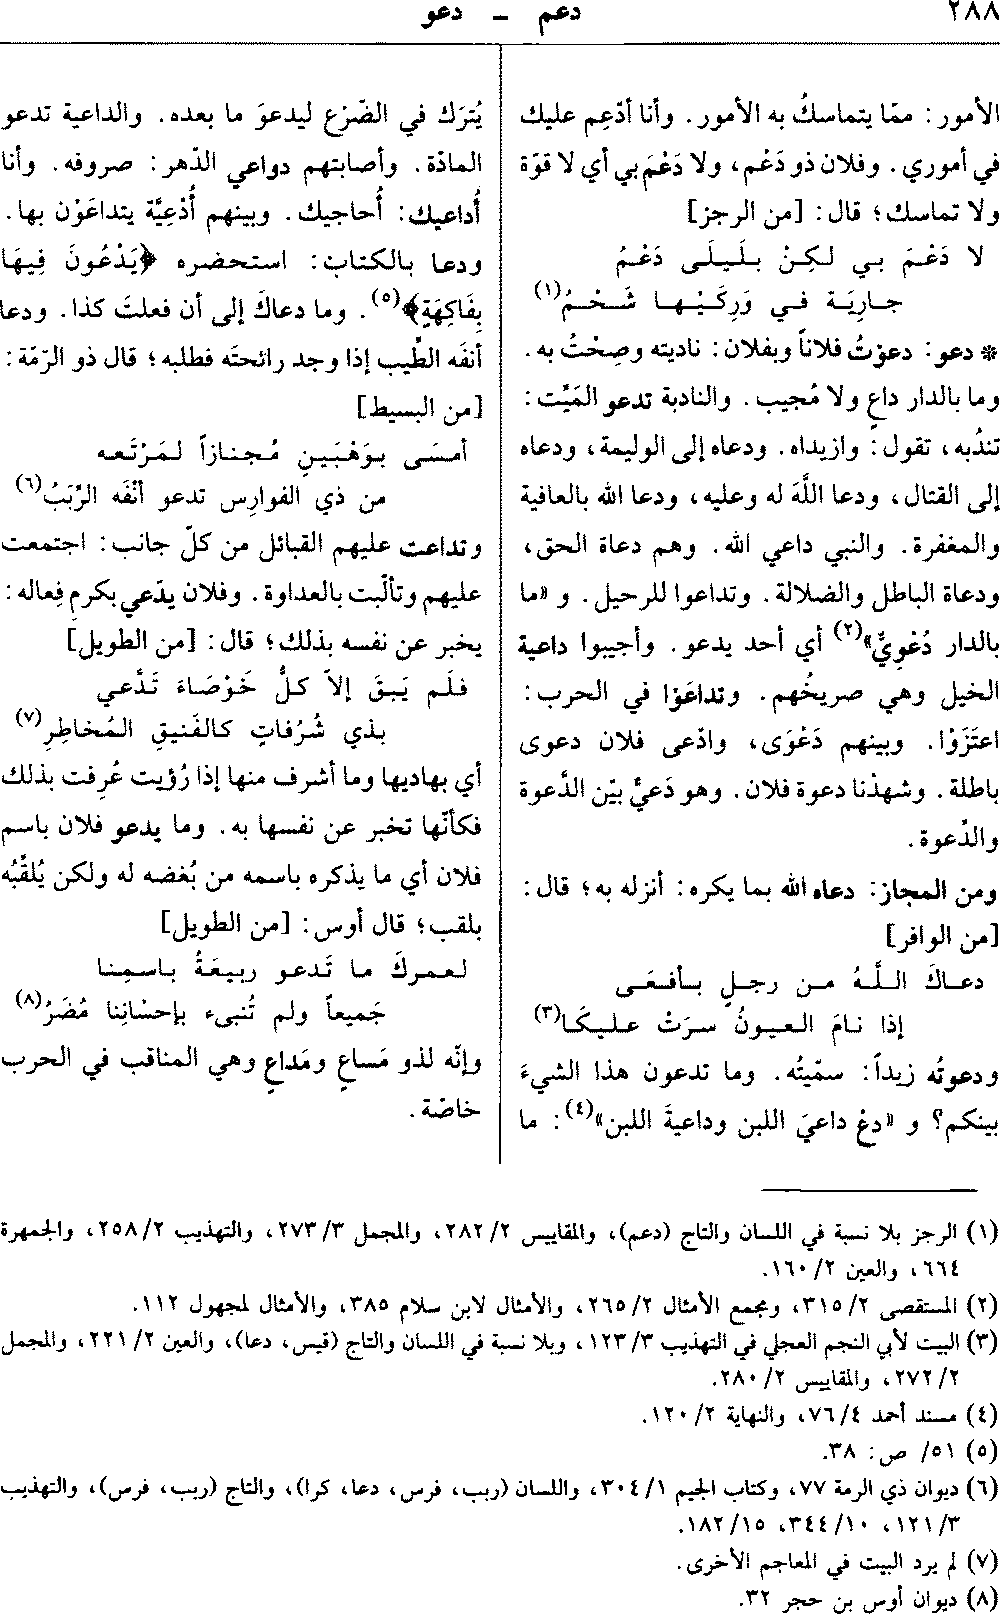 ٢٨٨
دعم - دعو
الأمور: ممّا يتماسكُ به الأمور. وأنا أدّعِم عليك
في أموري. وفلان ذو دَعْم، ولا دَعْمَ بي أي لا قوّة
ولا تماسك؛ قال: [من الرجز]
لا دَعْمَ بي لكِنْ بلَيلَى دَعْمُ
جارِيَة في وَرِكَيْها شَحْمُ(١)
* دعو: دعوْتُ فلاناً وبفلان: ناديته وصِحْتُ به.
وما بالدار داعٍ ولا مُجيب. والنادبة تدعو المَيِّت:
تندُبه، تقول: وازيداه. ودعاه إلى الوليمة، ودعاه
إلى القتال، ودعا اللَّهَ له وعليه، ودعا الله بالعافية
والمغفرة. والنبي داعي الله. وهم دعاة الحق،
ودعاة الباطل والضلالة. وتداعوا للرحيل. و «ما
بالدار دُعْوِيٌّ»(٢) أي أحد يدعو. وأجيبوا داعية
الخيل وهي صريخُهم. وتداعَوْا في الحرب:
اعتَزَوْا. وبينهم دَعْوَى، وادّعى فلان دعوى
باطلة. وشهدْنا دعوة فلان. وهو دَعيٌّ بيّن الدَّعوة
والدِّعوة.
ومن المجاز: دعاه الله بما يكره: أنزله به؛ قال:
[من الوافر]
دعاكَ اللَّهُ من رجلٍ بأفعَى
إذا نامَ العيونُ سرَتْ عليكَا(٣)
ودعوتُه زيداً: سمّيتُه. وما تدعون هذا الشيءَ
بينكم؟ و «دعْ داعيَ اللبن وداعيةَ اللبن»(٤): ما
يُترَك في الضّرْع ليدعوَ ما بعده. والداعية تدعو
المادّة. وأصابتهم دواعي الدّهر: صروفه. وأنا
أُداعيك: أُحاجيك. وبينهم أُدْعِيَّة يتداعَوْن بها.
ودعا بالكتاب: استحضره ﴿يَدْعُونَ فِيهَا
بِفَاكِهَةٍ﴾(٥). وما دعاكَ إلى أن فعلتَ كذا. ودعا
أنفَه الطِّيب إذا وجد رائحتَه فطلبه؛ قال ذو الرّمّة:
[من البسيط]
أمسَى بوَهْبَينِ مُجتازاً لمَرْتَعه
من ذي الفوارِس تدعو أنْفَه الرِّبَبُ(٦)
وتداعت عليهم القبائل من كلّ جانب: اجتمعت
عليهم وتألّبت بالعداوة. وفلان يدّعي بكرمِ فِعاله:
يخبر عن نفسه بذلك؛ قال: [من الطويل]
فلَم يَبقَ إلاّ كلُّ خَوْصَاءَ تَدَّعي
بذي شُرُفاتٍ كالفَنيقِ المُخاطِرِ(٧)
أي بهاديها وما أشرف منها إذا رُؤيت عُرِفت بذلك
فكأنّها تخبر عن نفسها به. وما يدعو فلان باسم
فلان أي ما يذكره باسمه من بُغضه له ولكن يُلقِّبُه
بلقب؛ قال أوس: [من الطويل]
لعمركَ ما تَدعو ربيعَةُ باسمِنا
جَميعاً ولم تُنبىء بإحسْانِنا مُضَرُ(٨)
وإنّه لذو مَساعٍ ومَداعٍ وهي المناقب في الحرب
خاصّة.
(١) الرجز بلا نسبة في اللسان والتاج (دعم)، والمقاييس ٢/ ٢٨٢، والمجمل ٣/ ٢٧٣، والتهذيب ٢/ ٢٥٨، والجمهرة
٦٦٤، والعين ٢/ ١٦٠.
(٢) المستقصى ٢/ ٣١٥، ومجمع الأمثال ٢/ ٢٦٥، والأمثال لابن سلام ٣٨٥، والأمثال لمجهول ١١٢.
(٣) البيت لأبي النجم العجلي في التهذيب ٣/ ١٢٣، وبلا نسبة في اللسان والتاج (قيس، دعا)، والعين ٢/ ٢٢١، والمجمل
٢/ ٢٧٢، والمقاييس ٢/ ٢٨٠.
(٤) مسند أحمد ٤/ ٧٦، والنهاية ٢/ ١٢٠.
(٥) ٥١/ ص: ٣٨.
(٦) ديوان ذي الرمة ٧٧، وكتاب الجيم ١/ ٣٠٤، واللسان (ربب، فرس، دعا، كرا)، والتاج (ربب، فرس)، والتهذيب
٣/ ١٢١، ١٠/ ٣٤٤، ١٥/ ١٨٢.
(٧) لم يرد البيت في المعاجم الأخرى.
(٨) ديوان أوس بن حجر ٣٢.